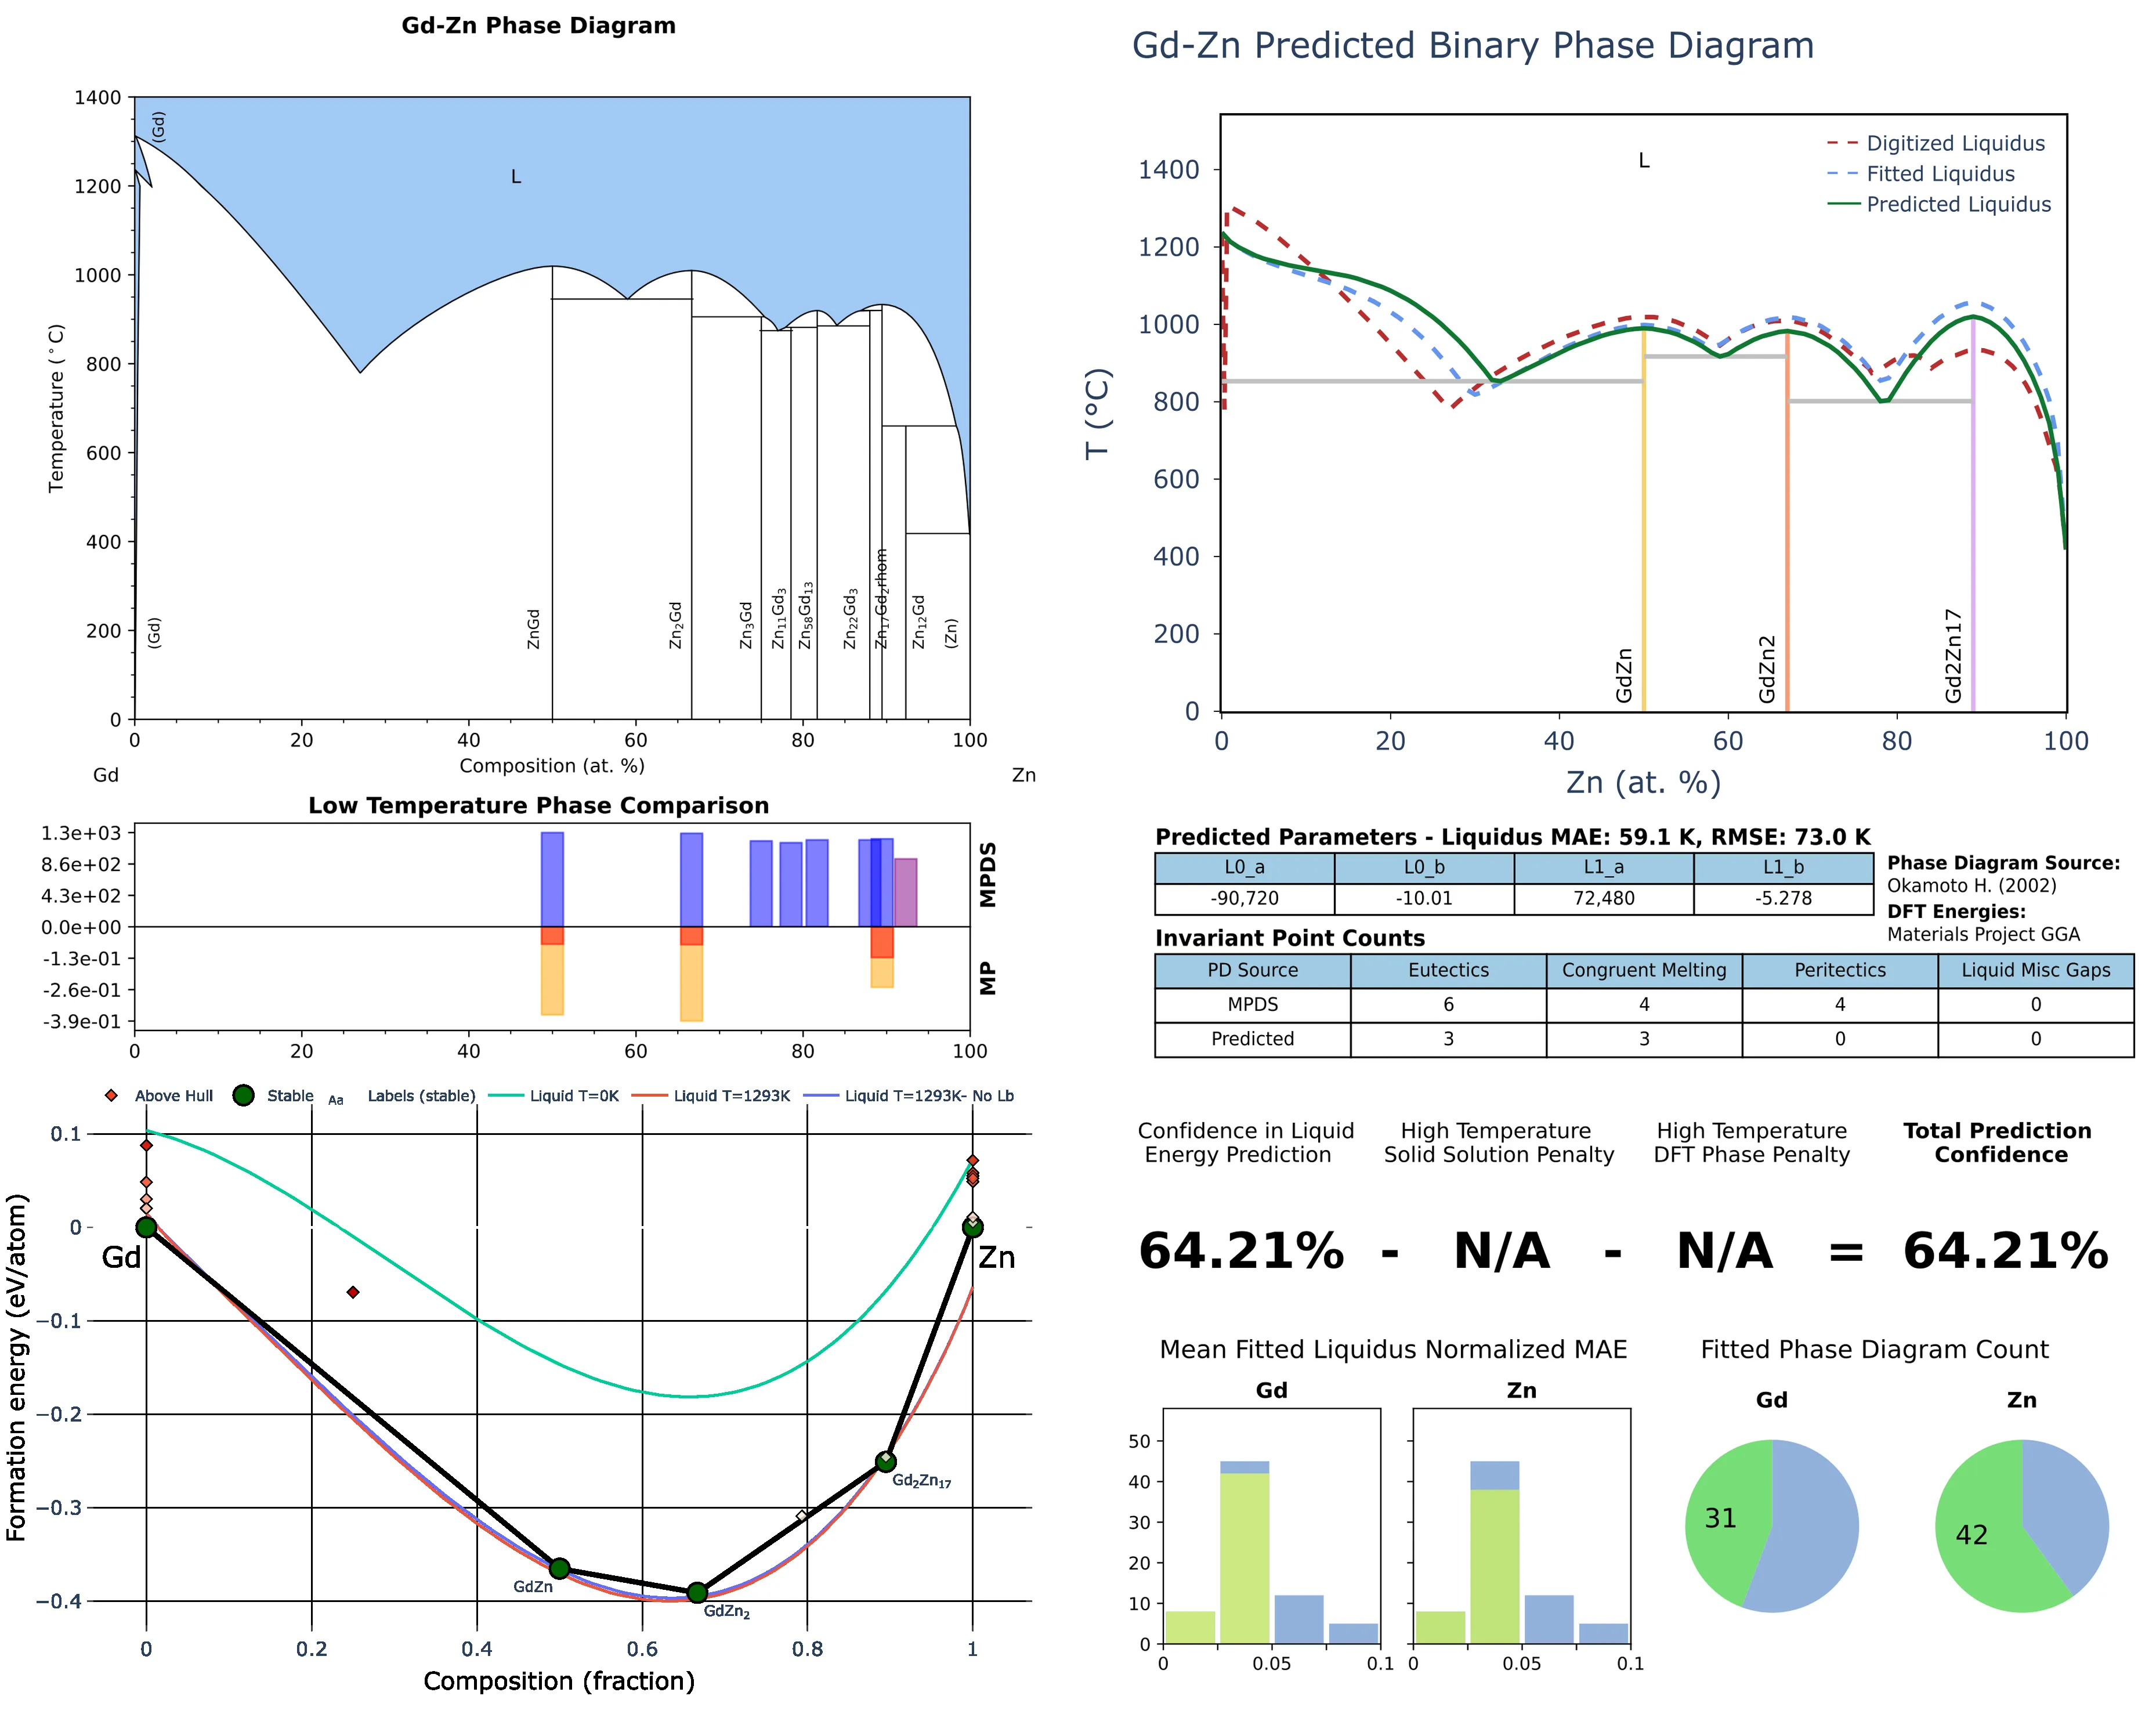 Gd-Zn Phase Diagram
1400
1200
1000
800
600
400
200
0
Temperature (°C)
(Gd)
L
(Gd)
ZnGd
Zn₂Gd
Zn₃Gd
Zn₁₁Gd₃
Zn₅₈Gd₁₃
Zn₂₂Gd₃
Zn₁₇Gd₂rhom
Zn₁₂Gd
(Zn)
0 20 40 60 80 100
Composition (at. %)
Gd Zn
Low Temperature Phase Comparison
1.3e+03
8.6e+02
4.3e+02
0.0e+00
-1.3e-01
-2.6e-01
-3.9e-01
MPDS
MP
0 20 40 60 80 100
Above Hull Stable Aa Labels (stable) Liquid T=0K Liquid T=1293K Liquid T=1293K- No Lb
0.1
0
−0.1
−0.2
−0.3
−0.4
Formation energy (eV/atom)
Gd
Zn
Gd₂Zn₁₇
GdZn
GdZn₂
0 0.2 0.4 0.6 0.8 1
Composition (fraction)
Gd-Zn Predicted Binary Phase Diagram
L
Digitized Liquidus
Fitted Liquidus
Predicted Liquidus
1400
1200
1000
800
600
400
200
0
T (°C)
GdZn
GdZn2
Gd2Zn17
0 20 40 60 80 100
Zn (at. %)
Predicted Parameters - Liquidus MAE: 59.1 K, RMSE: 73.0 K
L0_a L0_b L1_a L1_b
-90,720 -10.01 72,480 -5.278
Phase Diagram Source:
Okamoto H. (2002)
DFT Energies:
Materials Project GGA
Invariant Point Counts
PD Source Eutectics Congruent Melting Peritectics Liquid Misc Gaps
MPDS 6 4 4 0
Predicted 3 3 0 0
Confidence in Liquid
Energy Prediction
High Temperature
Solid Solution Penalty
High Temperature
DFT Phase Penalty
Total Prediction
Confidence
64.21% - N/A - N/A = 64.21%
Mean Fitted Liquidus Normalized MAE
Gd Zn
50
40
30
20
10
0
0 0.05 0.1
0 0.05 0.1
Fitted Phase Diagram Count
Gd Zn
31
42